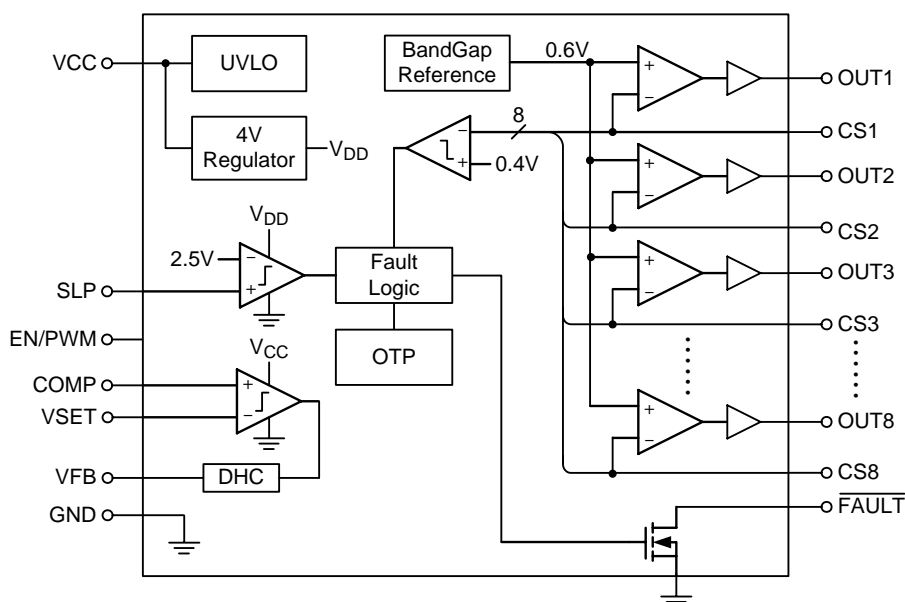 VCC
UVLO
4V
Regulator
VDD
BandGap
Reference
0.6V
+
−
OUT1
8
−
+
0.4V
CS1
+
−
OUT2
CS2
VDD
2.5V
−
+
SLP
Fault
Logic
+
−
OUT3
CS3
EN/PWM
OTP
VCC
COMP
+
VSET
−
+
−
OUT8
VFB
DHC
CS8
GND
FAULT